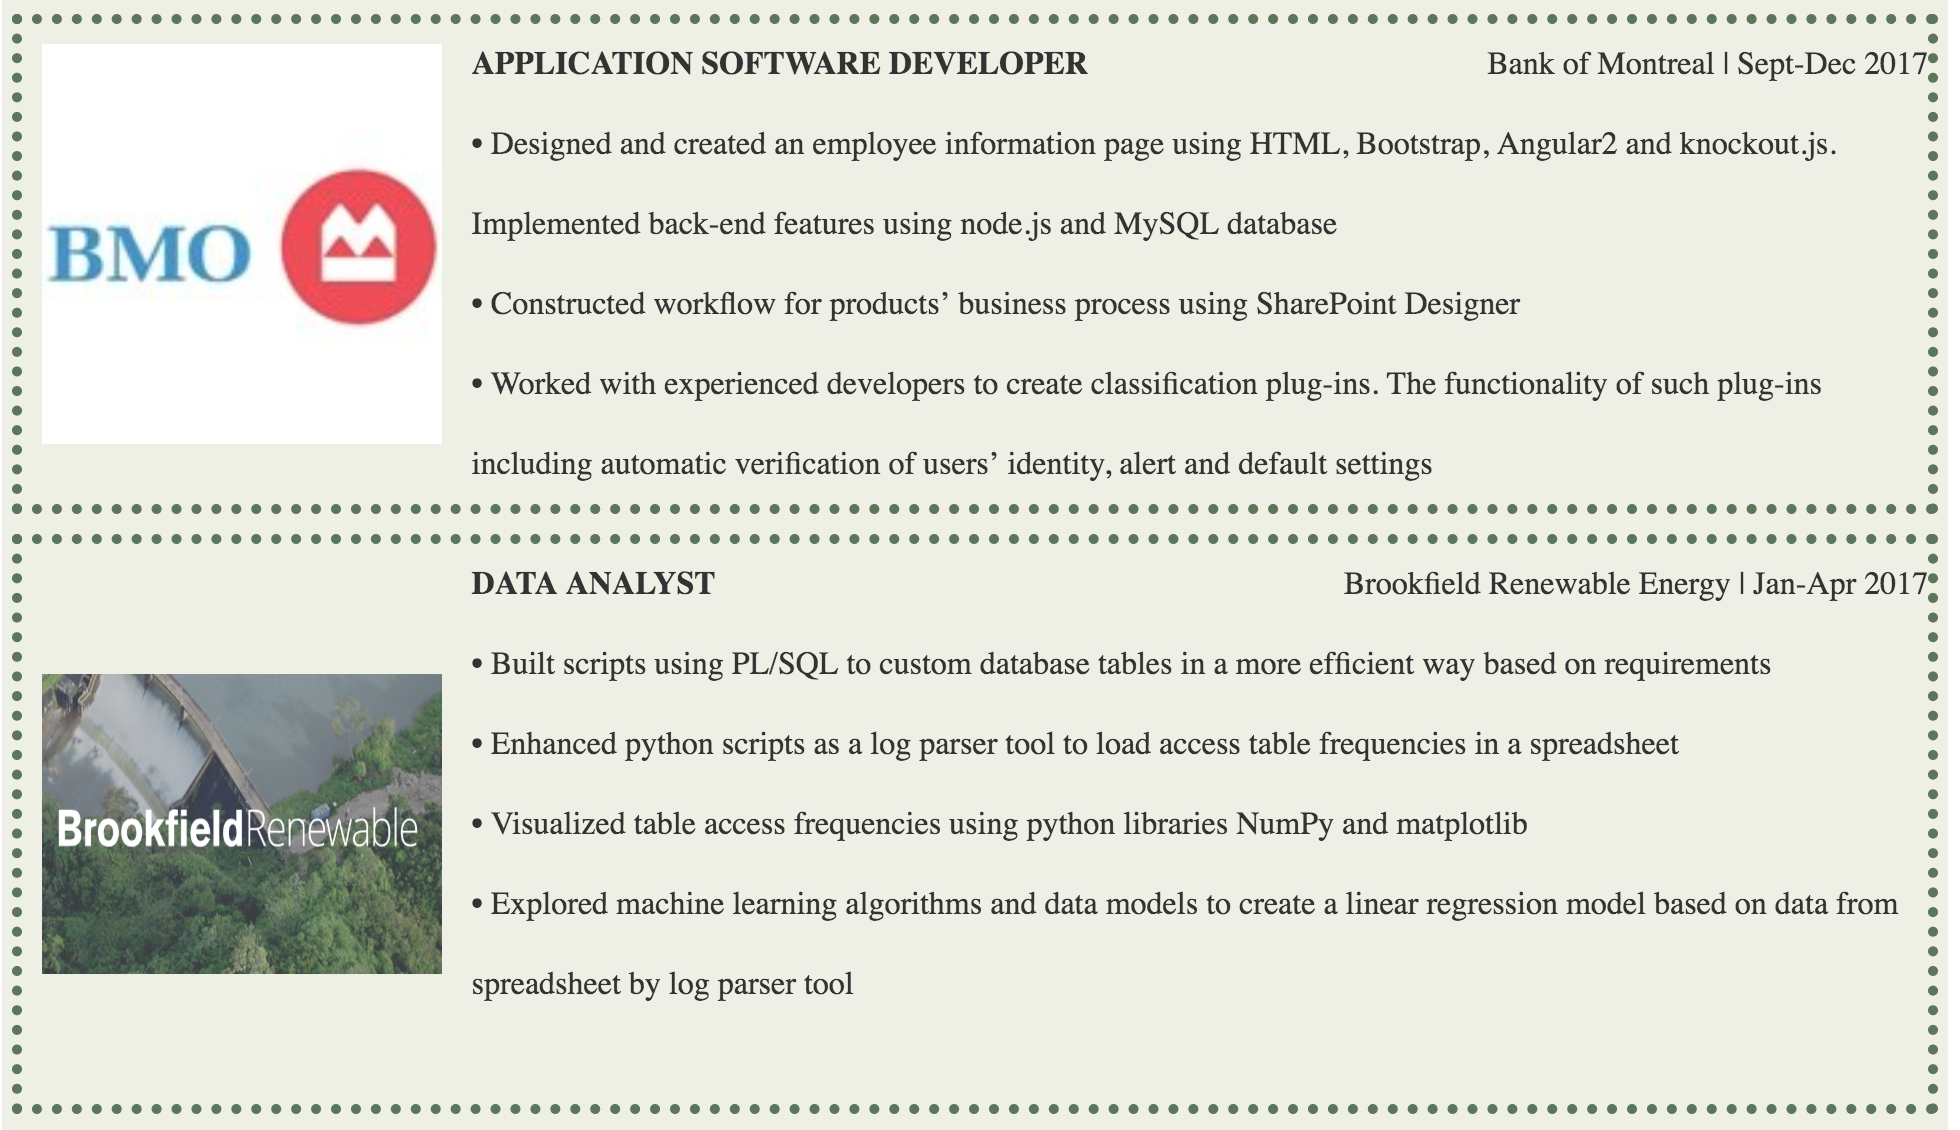 APPLICATION SOFTWARE DEVELOPER Bank of Montreal | Sept-Dec 2017
• Designed and created an employee information page using HTML, Bootstrap, Angular2 and knockout.js.
Implemented back-end features using node.js and MySQL database
BMO
• Constructed workflow for products’ business process using SharePoint Designer
• Worked with experienced developers to create classification plug-ins. The functionality of such plug-ins
including automatic verification of users’ identity, alert and default settings
DATA ANALYST Brookfield Renewable Energy | Jan-Apr 2017
• Built scripts using PL/SQL to custom database tables in a more efficient way based on requirements
• Enhanced python scripts as a log parser tool to load access table frequencies in a spreadsheet
BrookfieldRenewable
• Visualized table access frequencies using python libraries NumPy and matplotlib
• Explored machine learning algorithms and data models to create a linear regression model based on data from
spreadsheet by log parser tool